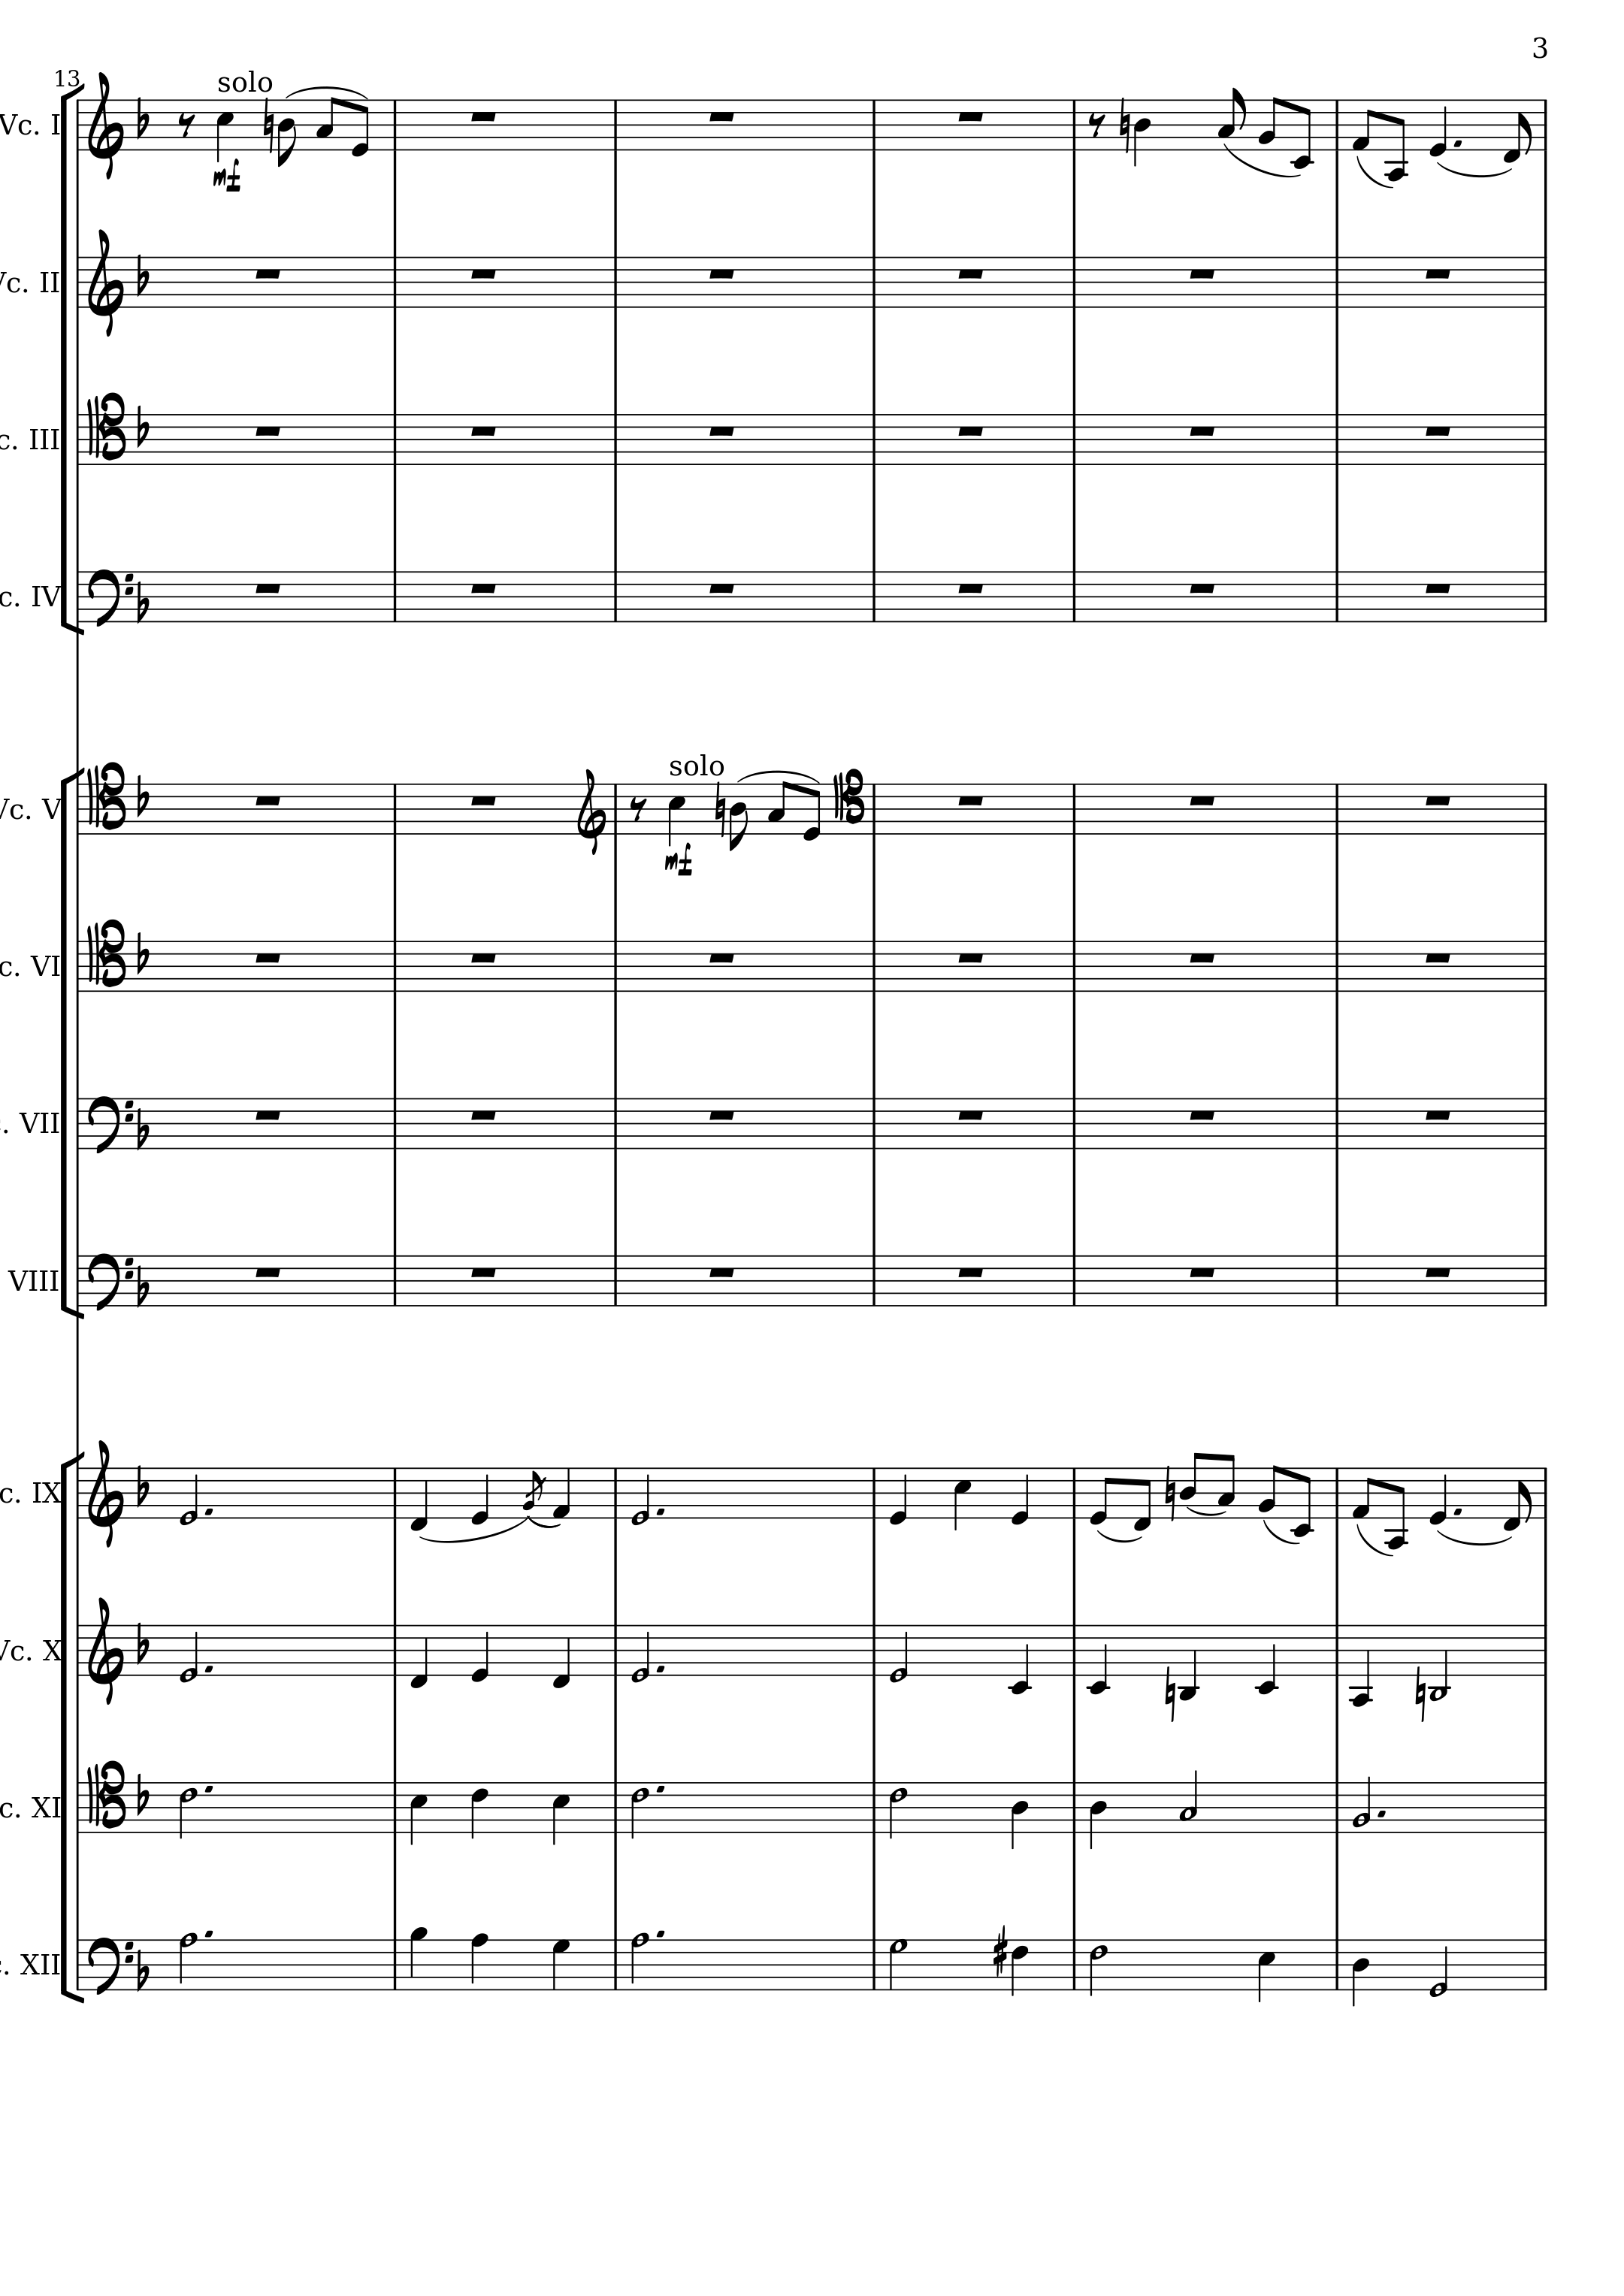 3
13
solo
Vc. I
mf
Vc. II
c. III
c. IV
solo
Vc. V
mf
c. VI
c. VII
VIII
c. IX
Vc. X
c. XI
c. XII